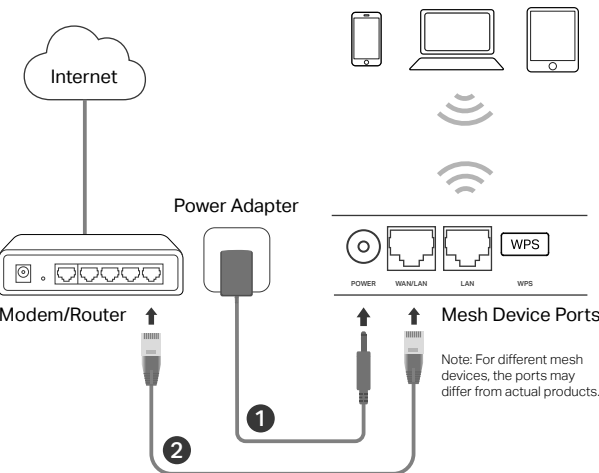 Internet
Power Adapter
WPS
POWER
WAN/LAN
LAN
WPS
Modem/Router
Mesh Device Ports
Note: For different mesh
devices, the ports may
differ from actual products.
1
2